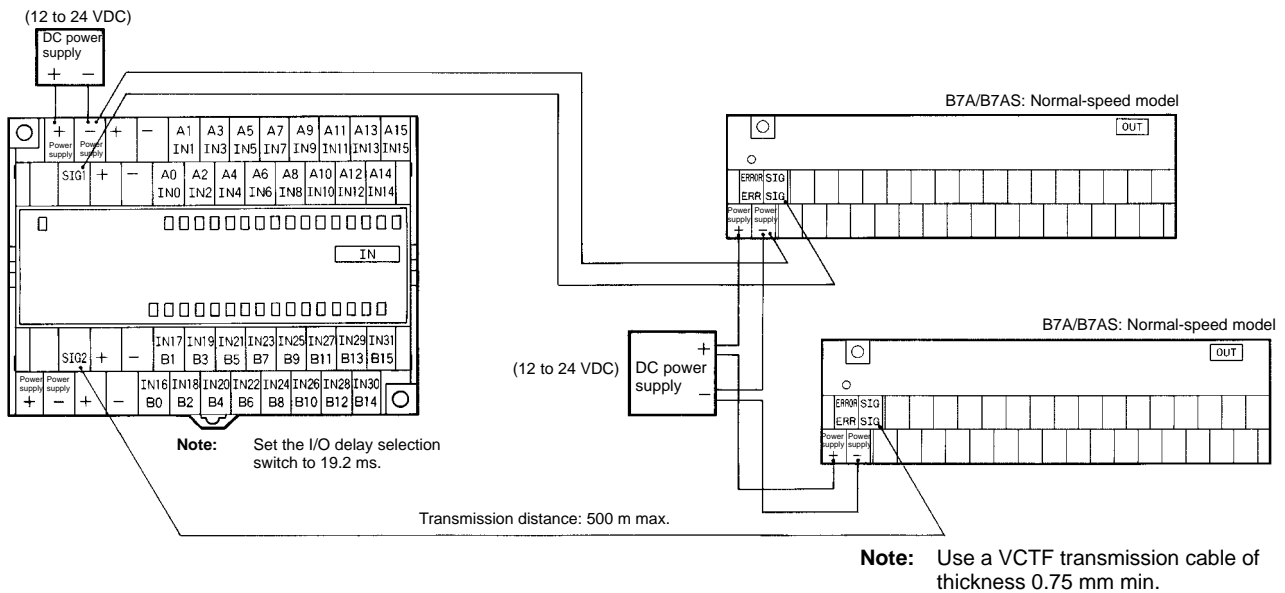 (12 to 24 VDC)
DC power
supply
+ −
+ − + − A1 A3 A5 A7 A9 A11 A13 A15
Power supply Power supply IN1 IN3 IN5 IN7 IN9 IN11 IN13 IN15
SIG1 + − A0 A2 A4 A6 A8 A10 A12 A14
IN0 IN2 IN4 IN6 IN8 IN10 IN12 IN14
IN
IN17 IN19 IN21 IN23 IN25 IN27 IN29 IN31
SIG2 + − B1 B3 B5 B7 B9 B11 B13 B15
Power supply Power supply IN16 IN18 IN20 IN22 IN24 IN26 IN28 IN30
+ − + − B0 B2 B4 B6 B8 B10 B12 B14
Note: Set the I/O delay selection
switch to 19.2 ms.
B7A/B7AS: Normal-speed model
OUT
ERROR SIG
ERR SIG
Power supply Power supply
+ −
(12 to 24 VDC)
DC power
supply
+
−
B7A/B7AS: Normal-speed model
OUT
ERROR SIG
ERR SIG
Power supply Power supply
+ −
Transmission distance: 500 m max.
Note: Use a VCTF transmission cable of
thickness 0.75 mm min.